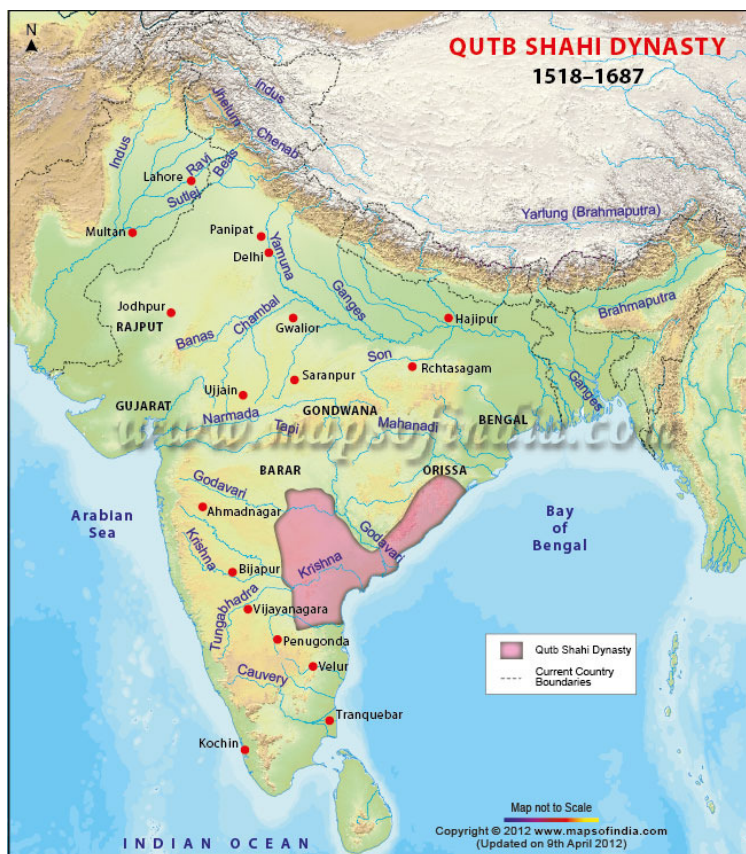 N
QUTB SHAHI DYNASTY
1518–1687
Indus
Jhelum
Indus
Chenab
Ravi
Beas
Lahore
Sutlej
Multan
Yarlung (Brahmaputra)
Panipat
Delhi
Yamuna
Ganges
Brahmaputra
Jodhpur
RAJPUT
Banas
Chambal
Gwalior
Hajipur
Son
Rchtasagam
Saranpur
Ujjain
Ganges
GUJARAT
Narmada
GONDWANA
BENGAL
Tapi
Mahanadi
www.mapsofindia.com
BARAR
ORISSA
Godavari
Ahmadnagar
Arabian
Sea
Bay
of
Bengal
Godavari
Krishna
Krishna
Bijapur
Tungabhadra
Vijayanagara
Penugonda
Velur
Cauvery
Qutb Shahi Dynasty
Current Country
Boundaries
Tranquebar
Kochin
Map not to Scale
Copyright © 2012 www.mapsofindia.com
(Updated on 9th April 2012)
INDIAN OCEAN